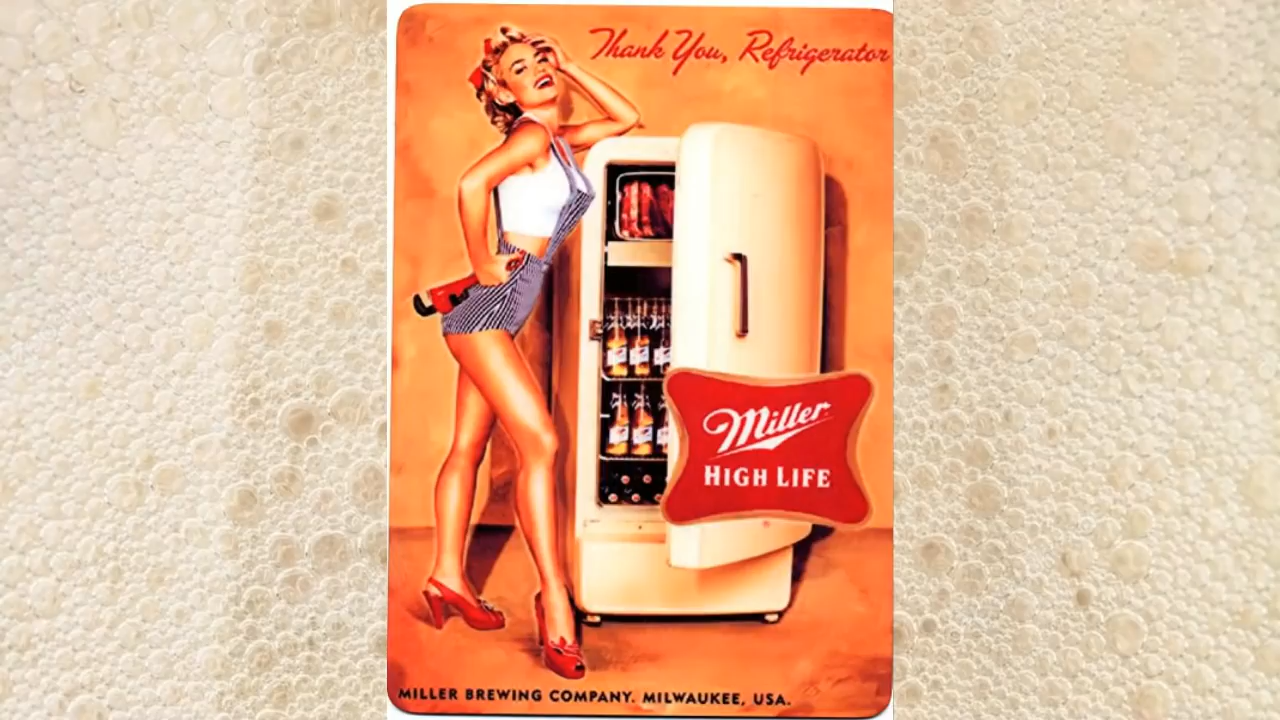 Thank You, Refrigerator
Miller
HIGH LIFE
MILLER BREWING COMPANY. MILWAUKEE, USA.